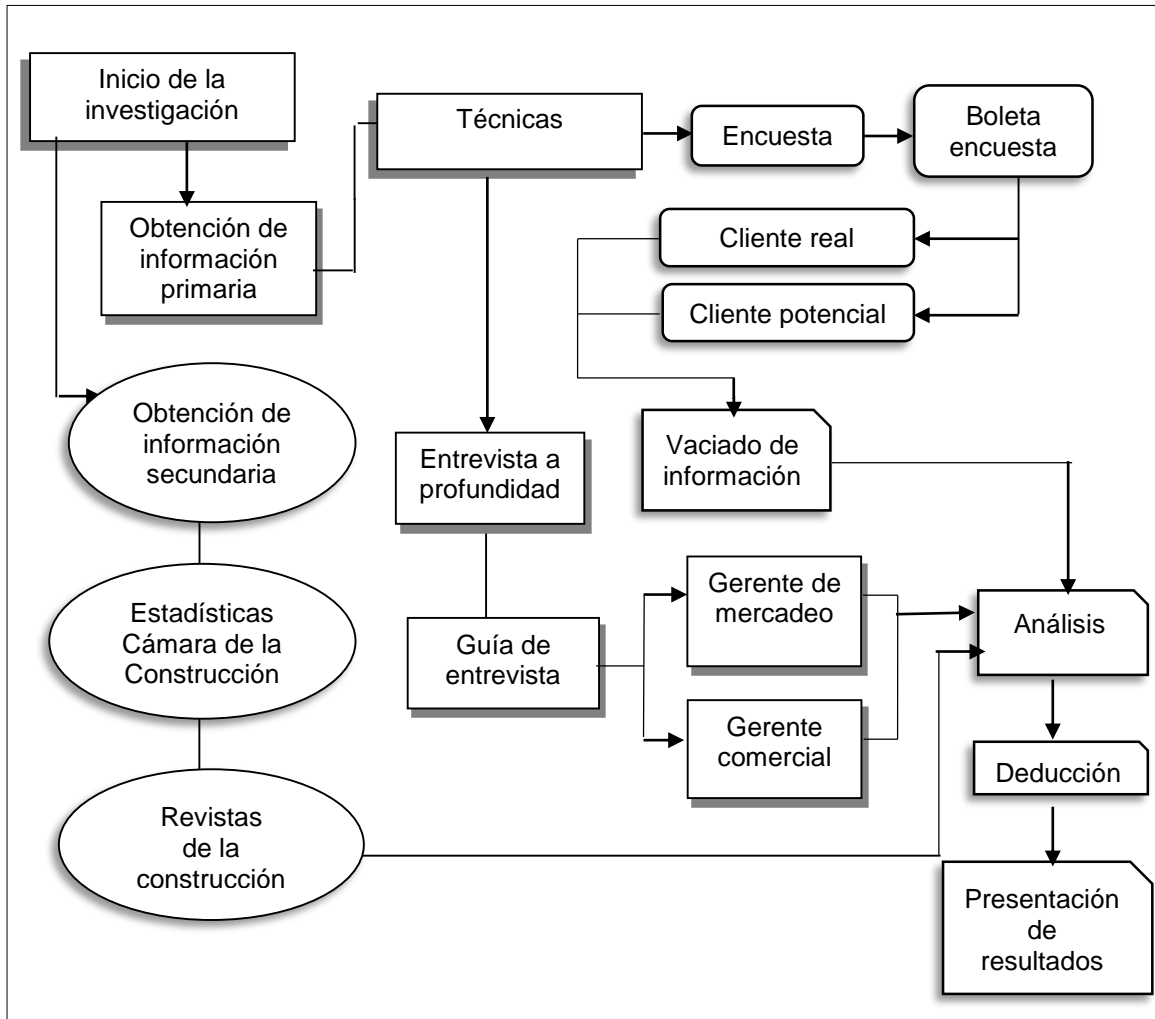 Inicio de la
investigación
Técnicas
Encuesta
Boleta
encuesta
Obtención de
información
primaria
Cliente real
Cliente potencial
Obtención de
información
secundaria
Entrevista a
profundidad
Vaciado de
información
Estadísticas
Cámara de la
Construcción
Guía de
entrevista
Gerente de
mercadeo
Gerente
comercial
Análisis
Deducción
Revistas
de la
construcción
Presentación
de
resultados